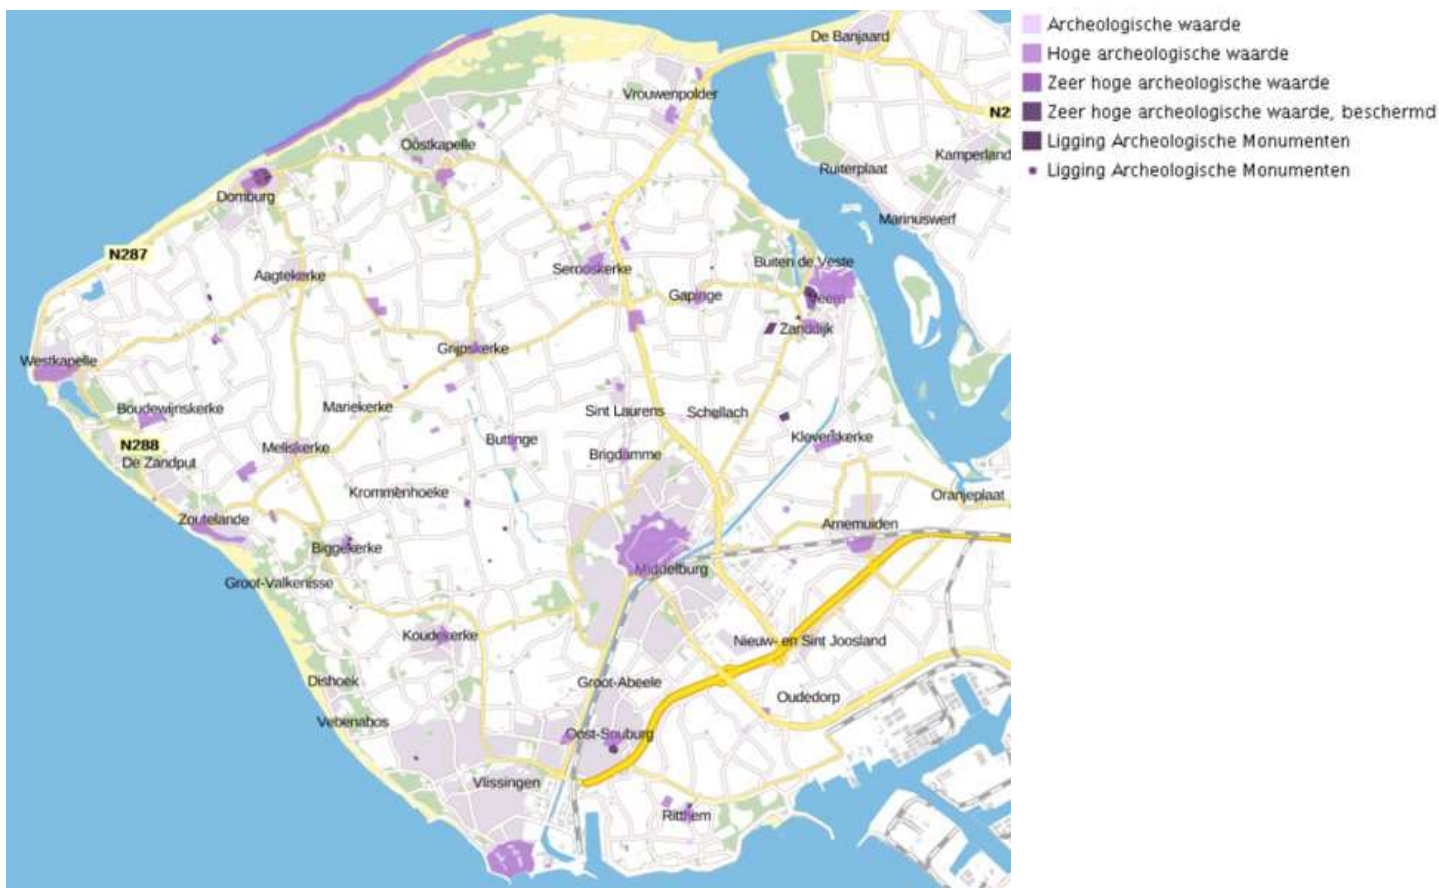 De Banjaard
Vrouwenpolder
N2
Oostkapelle
Kamperland
Ruiterplaat
Domburg
Marinuswerf
N287
Buiten de Veste
Serooskerke
Aagtekerke
Gapinge
Veere
Zanddijk
Grijpskerke
Westkapelle
Mariekerke
Boudewijnskerke
Sint Laurens
Schellach
Kleverskerke
Buttinge
N288
Meliskerke
Brigdamme
De Zandput
Krommenhoeke
Oranjeplaat
Zoutelande
Arnemuiden
Biggekerke
Middelburg
Groot-Valkenisse
Koudekerke
Nieuw- en Sint Joosland
Dishoek
Groot-Abeele
Oudedorp
Vebenabos
Oost-Souburg
Vlissingen
Ritthem
Archeologische waarde
Hoge archeologische waarde
Zeer hoge archeologische waarde
Zeer hoge archeologische waarde, beschermd
Ligging Archeologische Monumenten
Ligging Archeologische Monumenten